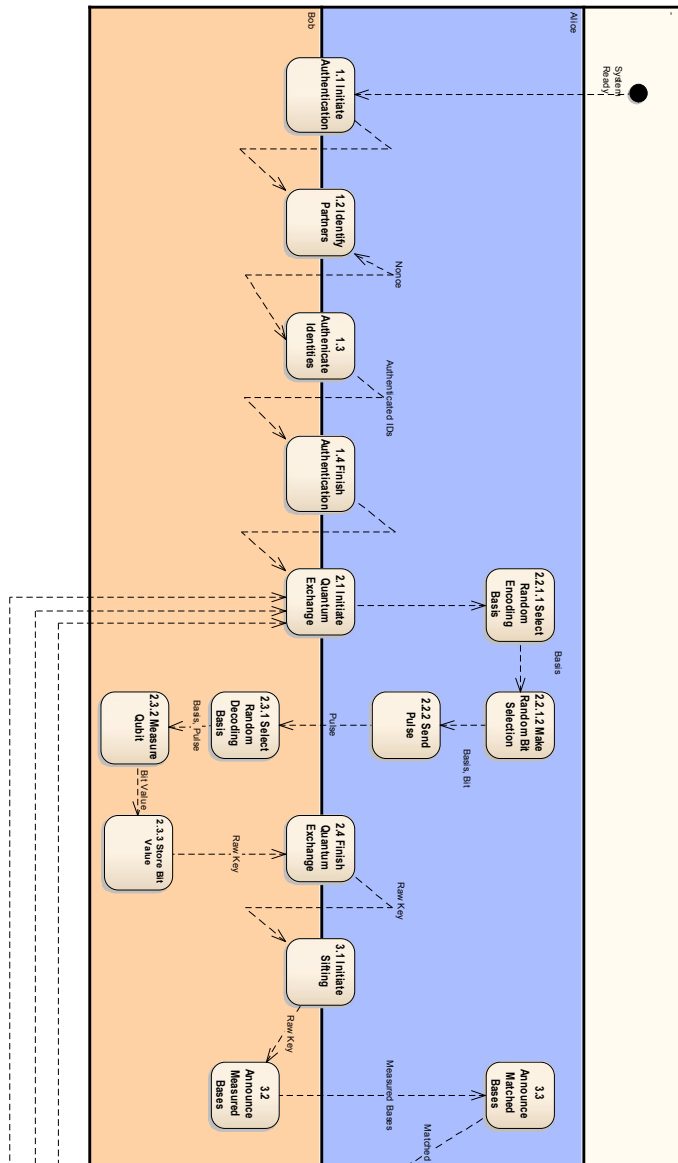 System
Ready
Alice
Bob
1.1 Initiate
Authentication
1.2 Identify
Partners
Nonce
1.3
Authenicate
Identities
Authenticated IDs
1.4 Finish
Authentication
2.1 Initiate
Quantum
Exchange
2.2.1.1 Select
Random
Encoding
Basis
Basis
2.2.1.2 Make
Random Bit
Selection
Basis, Bit
2.2.2 Send
Pulse
Pulse
2.3.1 Select
Random
Decoding
Basis
Basis, Pulse
2.3.2 Measure
Qubit
Bit Value
2.3.3 Store Bit
Value
Raw Key
2.4 Finish
Quantum
Exchange
Raw Key
3.1 Initiate
Sifting
Raw Key
3.2
Announce
Measured
Bases
Measured Bases
3.3
Announce
Matched
Bases
Matched